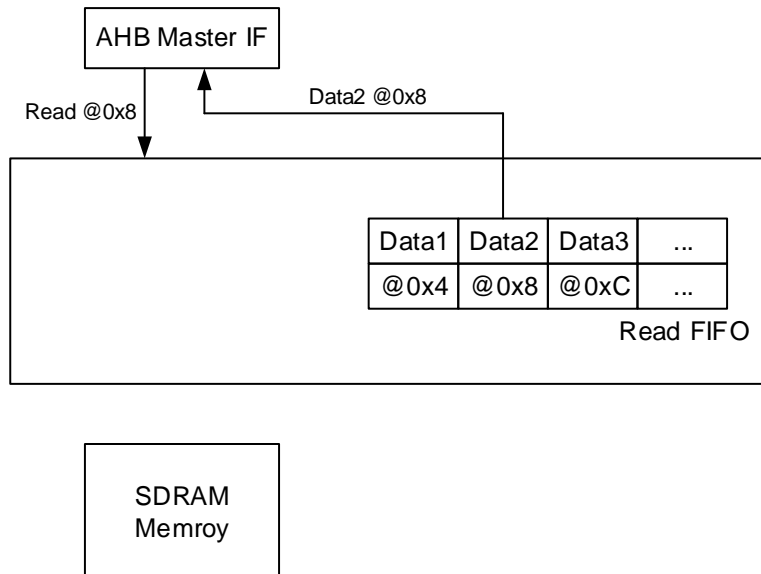 AHB Master IF
Read @0x8
Data2 @0x8
Data1 Data2 Data3 ...
@0x4 @0x8 @0xC ...
Read FIFO
SDRAM
Memroy